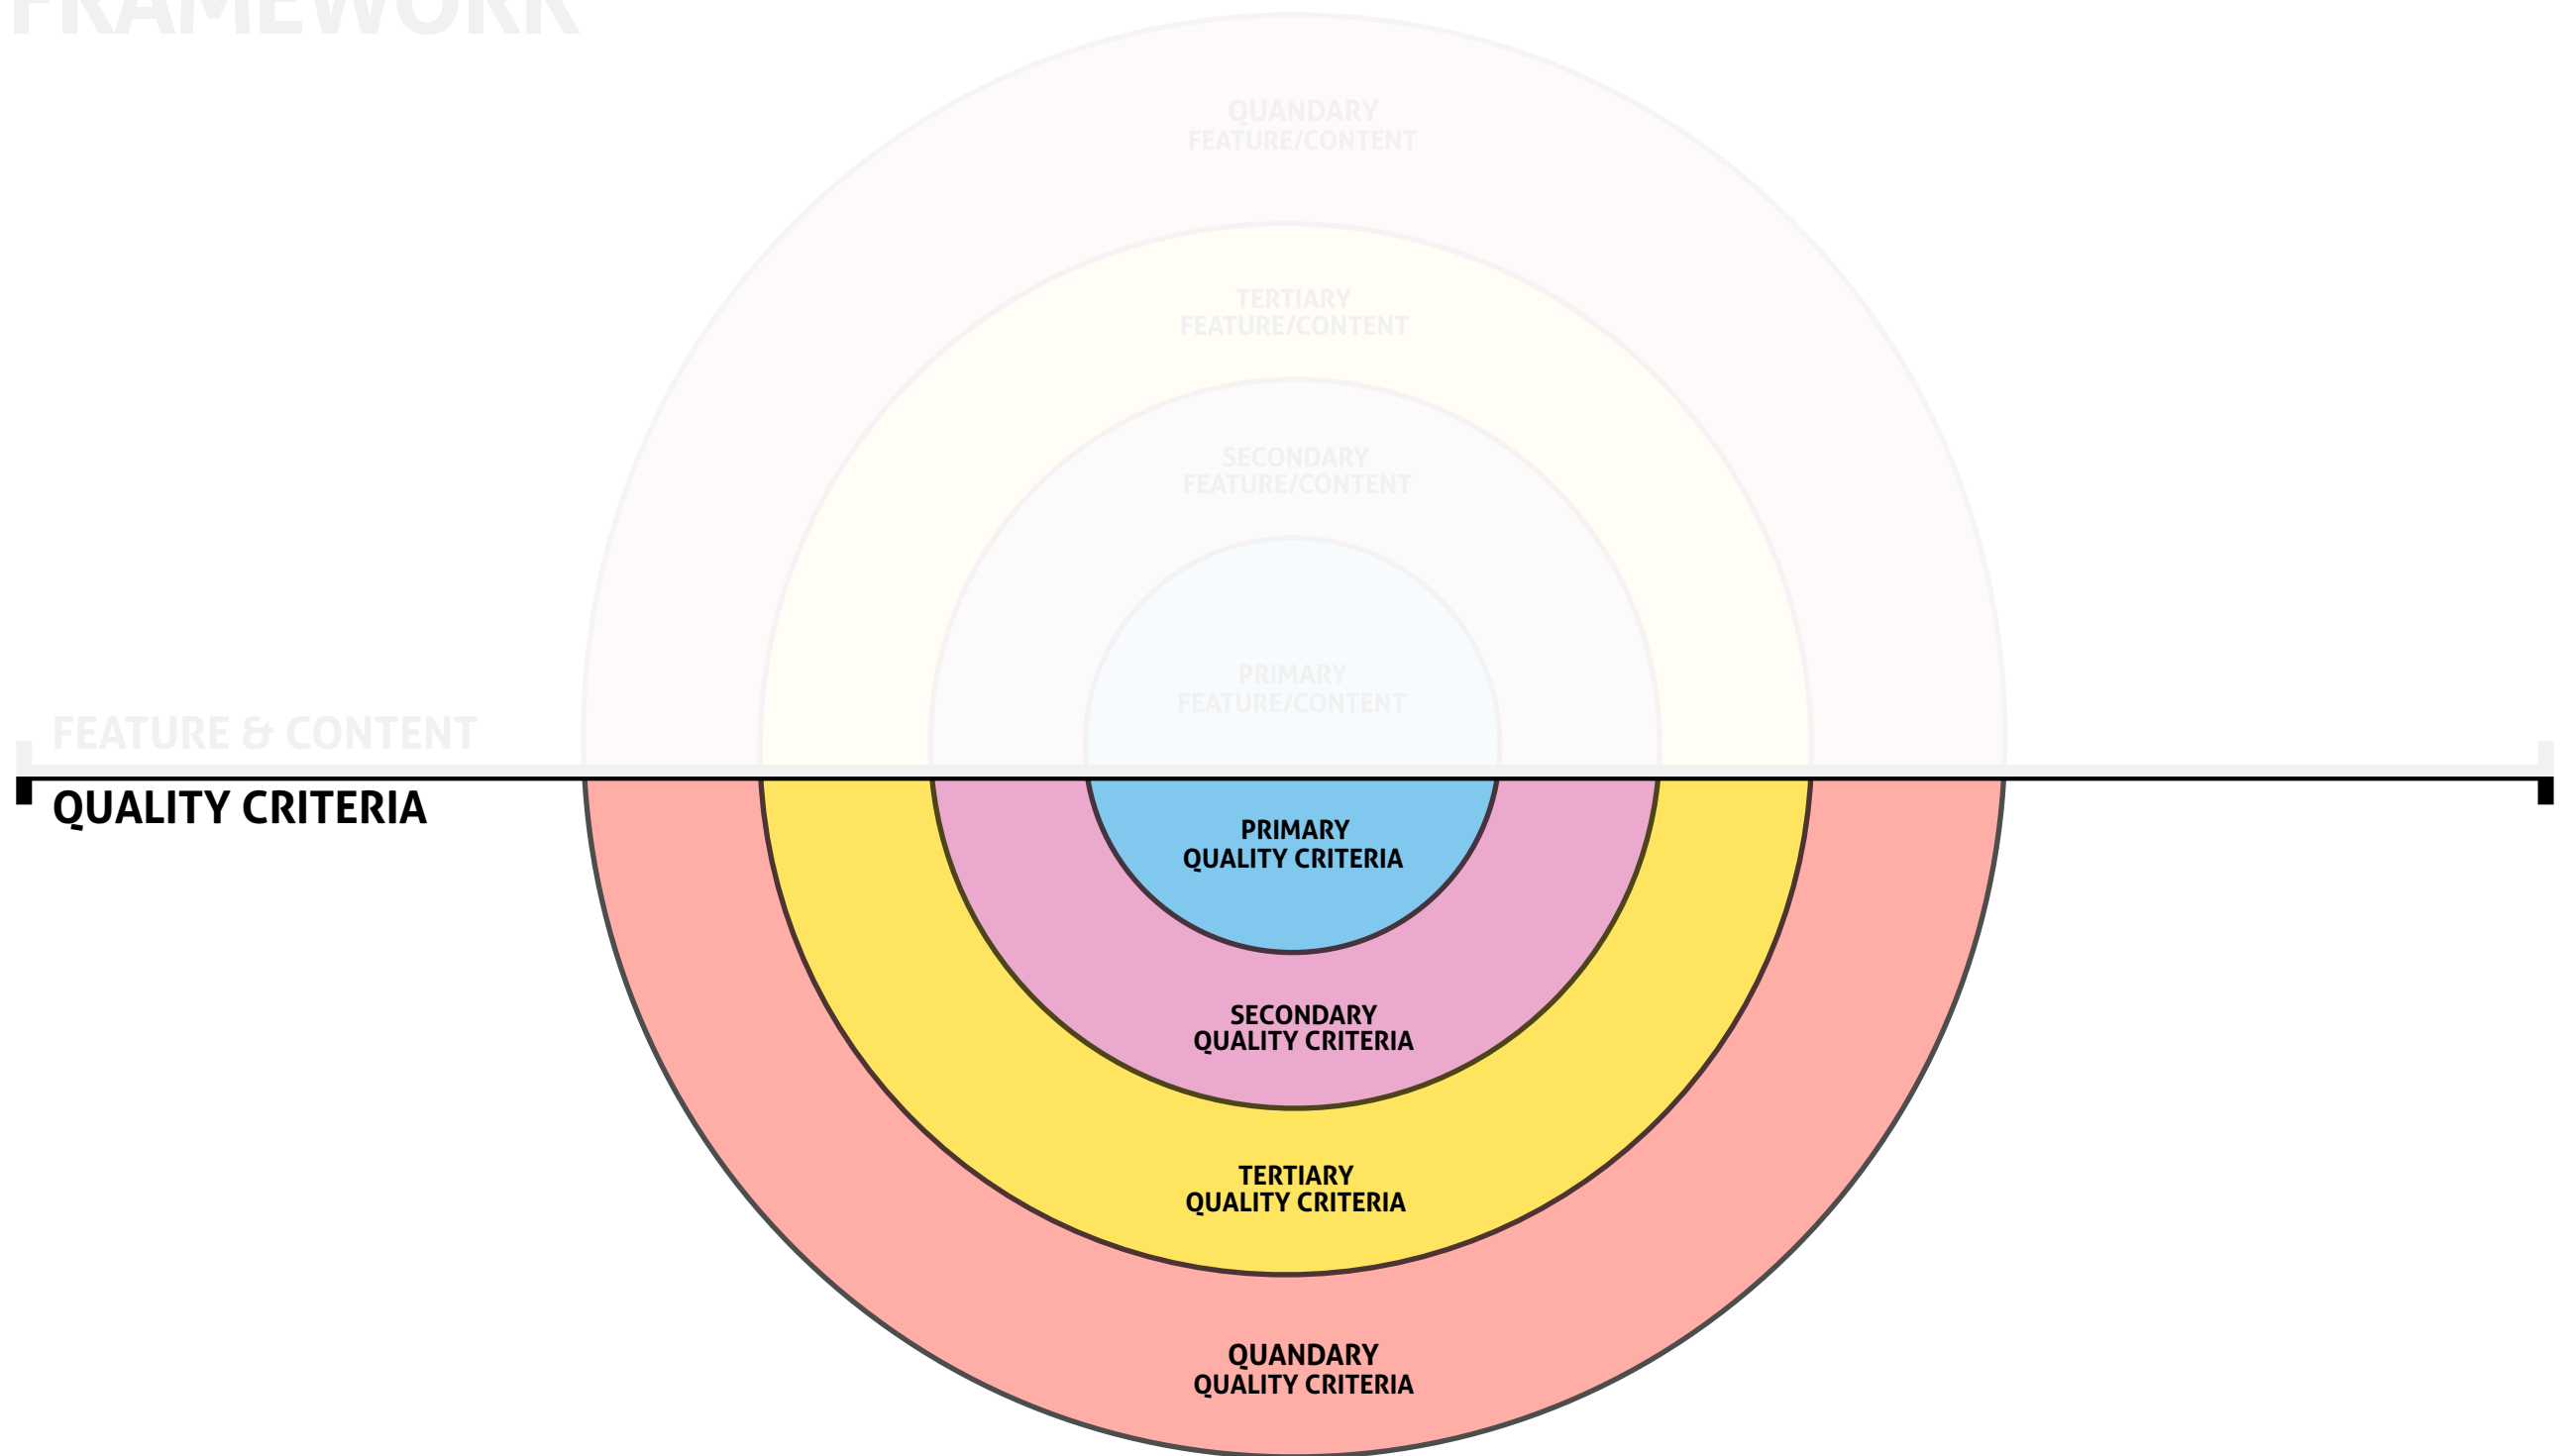 FRAMEWORK
QUANDARY
FEATURE/CONTENT
TERTIARY
FEATURE/CONTENT
SECONDARY
FEATURE/CONTENT
PRIMARY
FEATURE/CONTENT
FEATURE & CONTENT
QUALITY CRITERIA
PRIMARY
QUALITY CRITERIA
SECONDARY
QUALITY CRITERIA
TERTIARY
QUALITY CRITERIA
QUANDARY
QUALITY CRITERIA